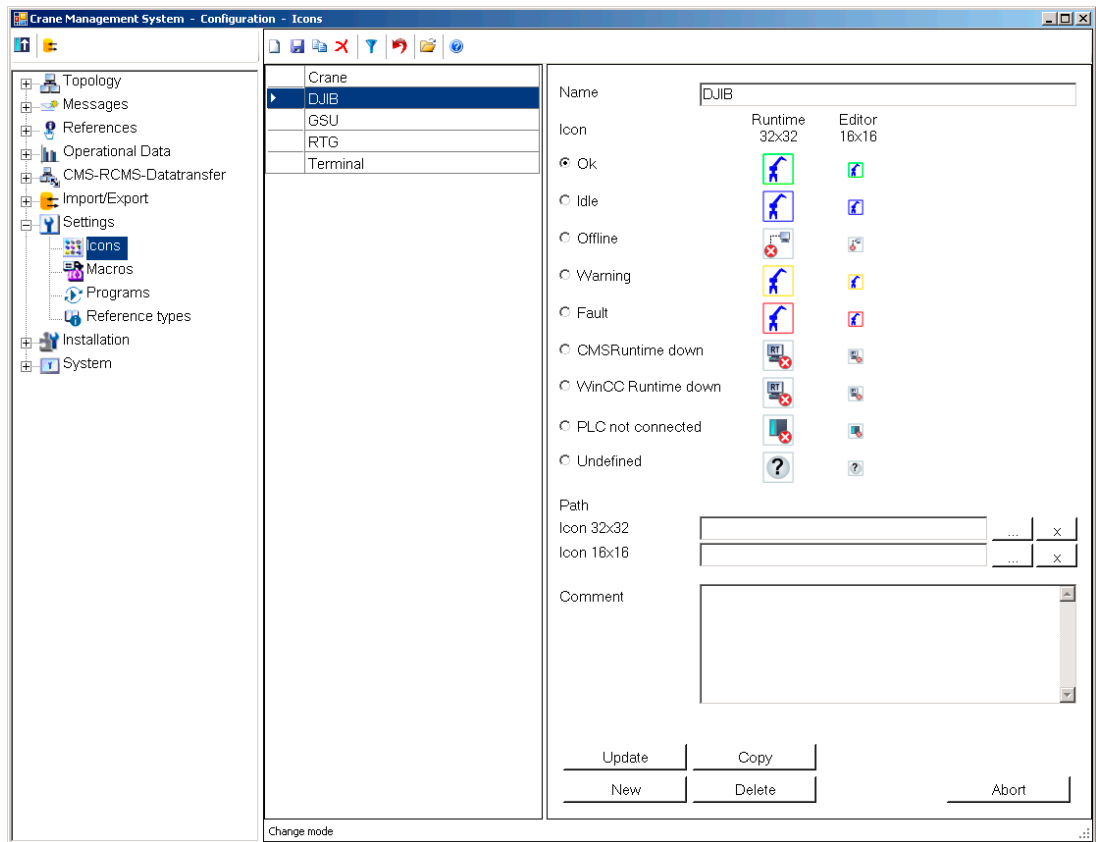 Crane Management System - Configuration - Icons
Topology
Messages
References
Operational Data
CMS-RCMS-Datatransfer
Import/Export
Settings
Icons
Macros
Programs
Reference types
Installation
System
Crane
DJIB
GSU
RTG
Terminal
Name DJIB
Icon Runtime 32x32 Editor 16x16
Ok
Idle
Offline
Warning
Fault
CMSRuntime down
RT
WinCC Runtime down
RT
PLC not connected
Undefined
? ?
Path
Icon 32x32 ... x
Icon 16x16 ... x
Comment
Update Copy
New Delete Abort
Change mode